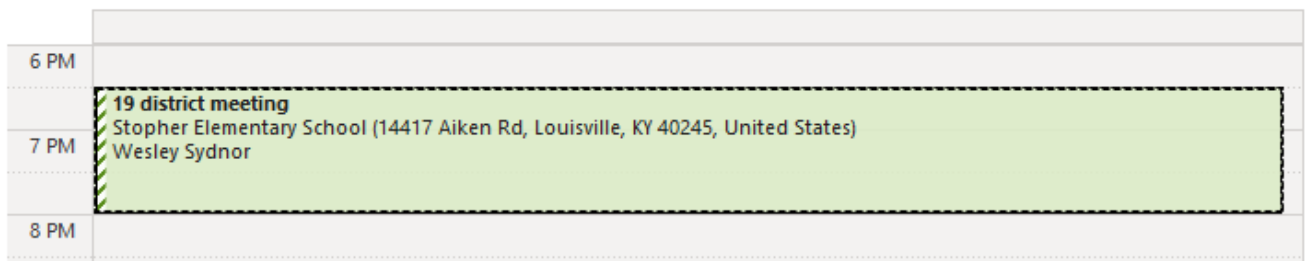 6 PM
19 district meeting
Stopher Elementary School (14417 Aiken Rd, Louisville, KY 40245, United States)
7 PM
Wesley Sydnor
8 PM